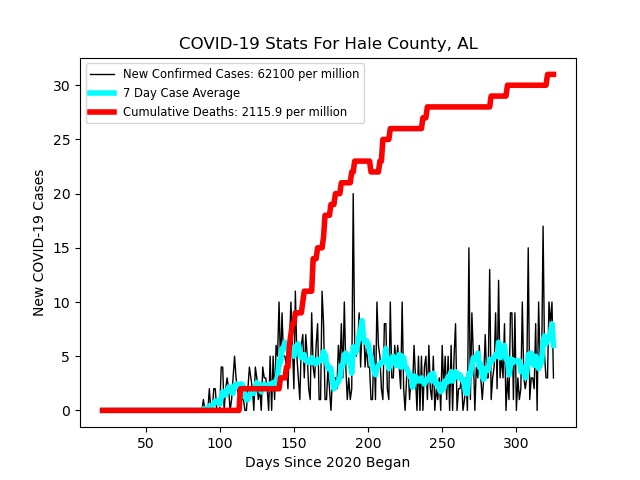 COVID-19 Stats For Hale County, AL
New Confirmed Cases: 62100 per million
7 Day Case Average
Cumulative Deaths: 2115.9 per million
New COVID-19 Cases
30
25
20
15
10
5
0
50 100 150 200 250 300
Days Since 2020 Began